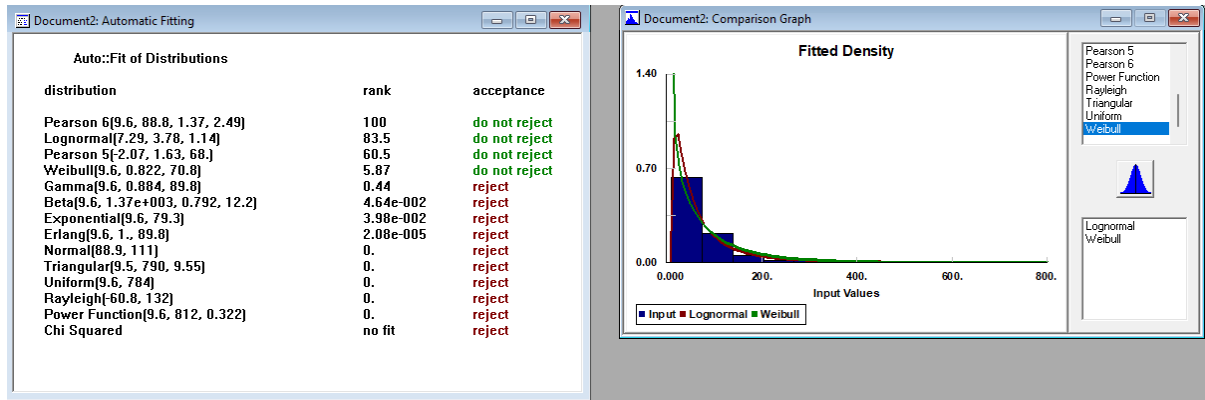 Document2: Automatic Fitting
Auto::Fit of Distributions
distribution rank acceptance
Pearson 6(9.6, 88.8, 1.37, 2.49) 100 do not reject
Lognormal(7.29, 3.78, 1.14) 83.5 do not reject
Pearson 5(-2.07, 1.63, 68.) 60.5 do not reject
Weibull(9.6, 0.822, 70.8) 5.87 do not reject
Gamma(9.6, 0.884, 89.8) 0.44 reject
Beta(9.6, 1.37e+003, 0.792, 12.2) 4.64e-002 reject
Exponential(9.6, 79.3) 3.98e-002 reject
Erlang(9.6, 1., 89.8) 2.08e-005 reject
Normal(88.9, 111) 0. reject
Triangular(9.5, 790, 9.55) 0. reject
Uniform(9.6, 784) 0. reject
Rayleigh(-60.8, 132) 0. reject
Power Function(9.6, 812, 0.322) 0. reject
Chi Squared no fit reject
Document2: Comparison Graph
Fitted Density
1.40
0.70
0.00
0.000 200. 400. 600. 800.
Input Values
Input Lognormal Weibull
Pearson 5
Pearson 6
Power Function
Rayleigh
Triangular
Uniform
Weibull
Lognormal
Weibull